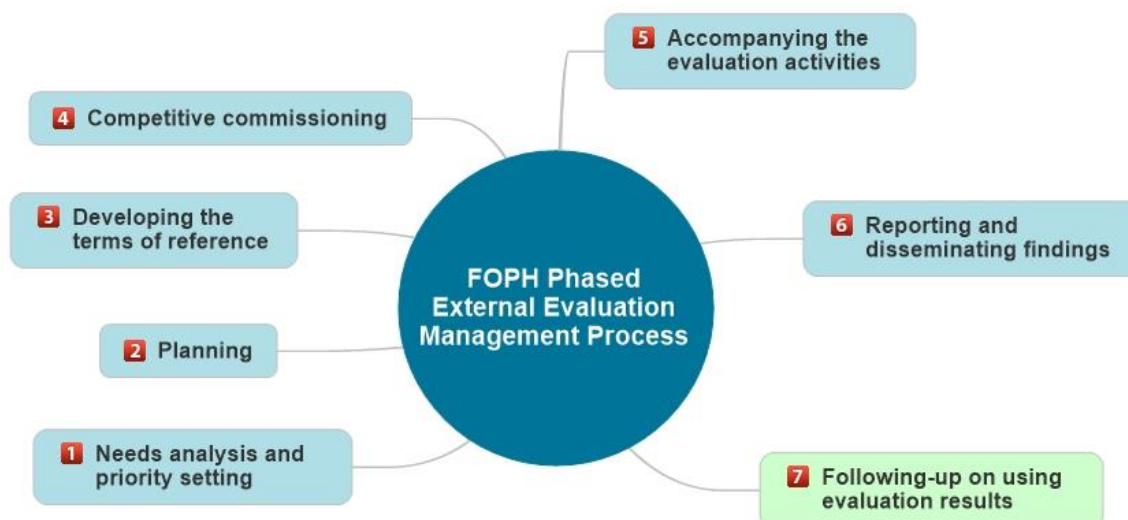 5 Accompanying the
evaluation activities
4 Competitive commissioning
3 Developing the
terms of reference
6 Reporting and
disseminating findings
FOPH Phased
External Evaluation
Management Process
2 Planning
1 Needs analysis and
priority setting
7 Following-up on using
evaluation results